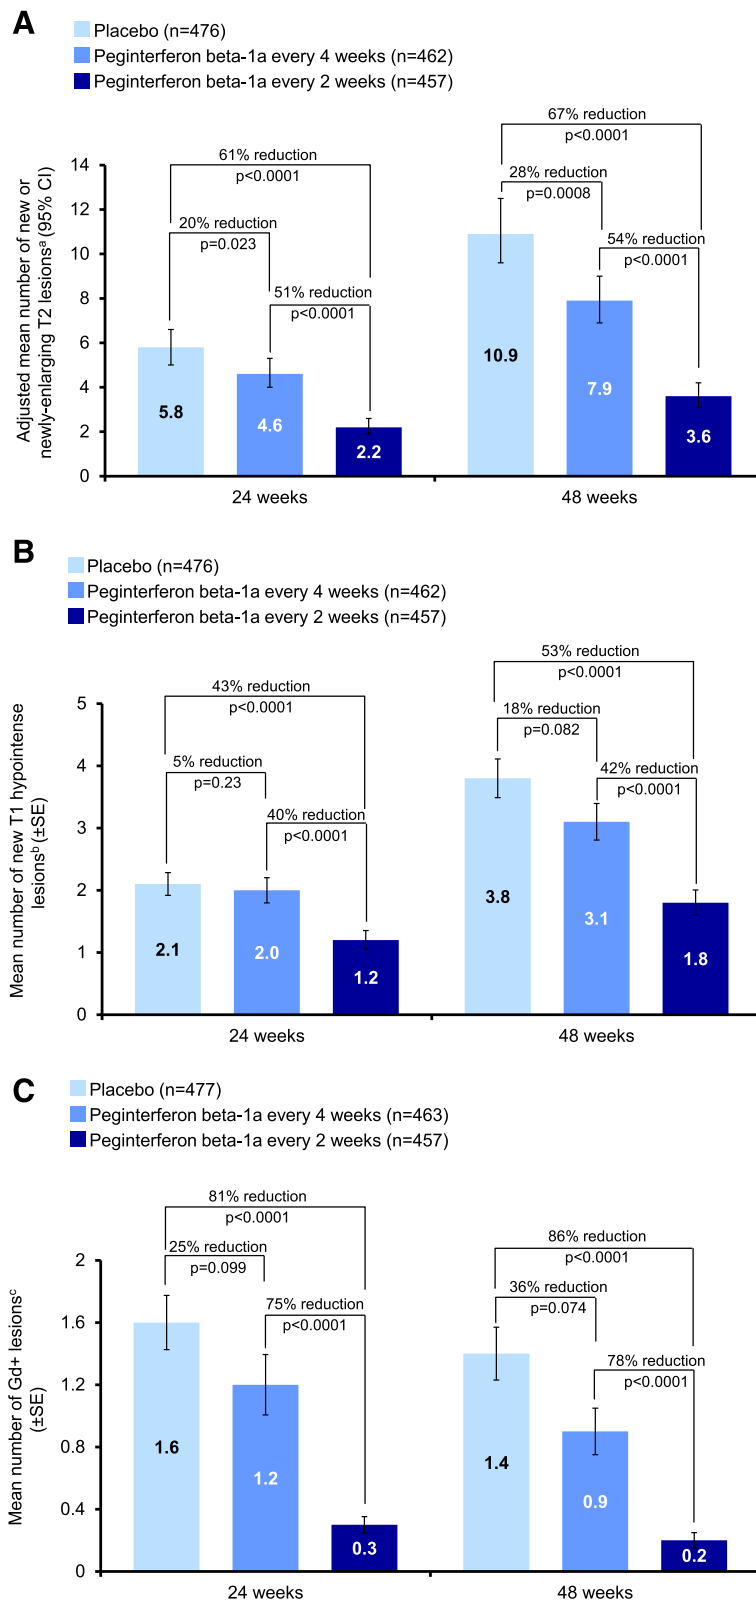 A
Placebo (n=476)
Peginterferon beta-1a every 4 weeks (n=462)
Peginterferon beta-1a every 2 weeks (n=457)
Adjusted mean number of new or
newly-enlarging T2 lesionsᵃ (95% CI)
14
12
10
8
6
4
2
0
61% reduction
p<0.0001
20% reduction
p=0.023
51% reduction
p<0.0001
67% reduction
p<0.0001
28% reduction
p=0.0008
54% reduction
p<0.0001
5.8
4.6
2.2
10.9
7.9
3.6
24 weeks
48 weeks
B
Placebo (n=476)
Peginterferon beta-1a every 4 weeks (n=462)
Peginterferon beta-1a every 2 weeks (n=457)
Mean number of new T1 hypointense
lesionsᵇ (±SE)
5
4
3
2
1
0
43% reduction
p<0.0001
5% reduction
p=0.23
40% reduction
p<0.0001
53% reduction
p<0.0001
18% reduction
p=0.082
42% reduction
p<0.0001
2.1
2.0
1.2
3.8
3.1
1.8
24 weeks
48 weeks
C
Placebo (n=477)
Peginterferon beta-1a every 4 weeks (n=463)
Peginterferon beta-1a every 2 weeks (n=457)
Mean number of Gd+ lesionsᶜ
(±SE)
2
1.6
1.2
0.8
0.4
0
81% reduction
p<0.0001
25% reduction
p=0.099
75% reduction
p<0.0001
86% reduction
p<0.0001
36% reduction
p=0.074
78% reduction
p<0.0001
1.6
1.2
0.3
1.4
0.9
0.2
24 weeks
48 weeks